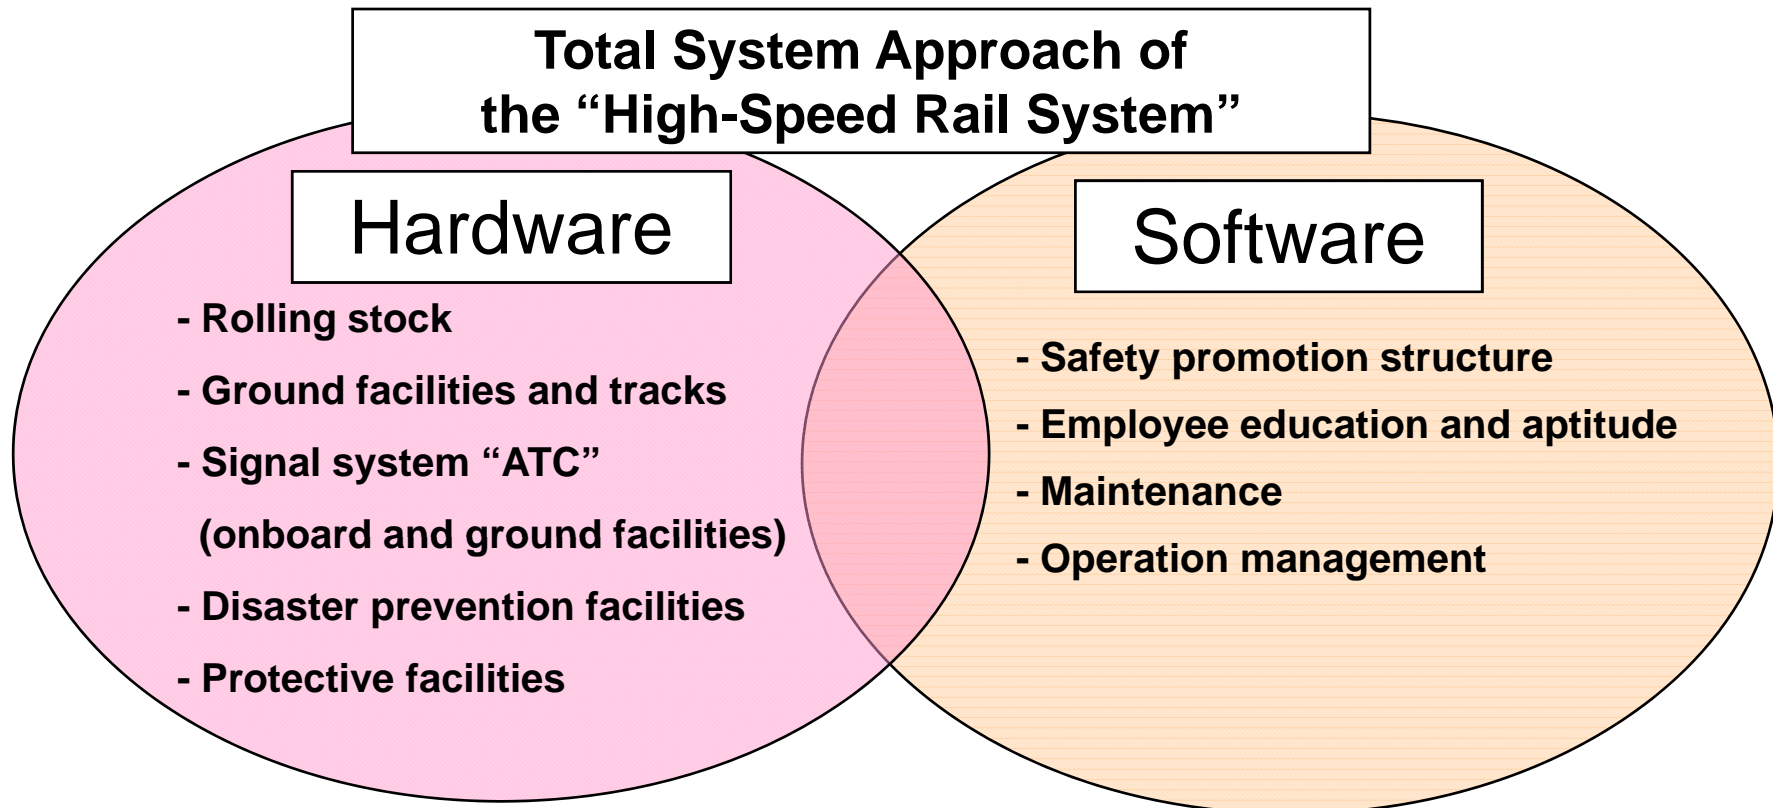 Total System Approach of
the “High-Speed Rail System”
Hardware
- Rolling stock
- Ground facilities and tracks
- Signal system “ATC”
(onboard and ground facilities)
- Disaster prevention facilities
- Protective facilities
Software
- Safety promotion structure
- Employee education and aptitude
- Maintenance
- Operation management